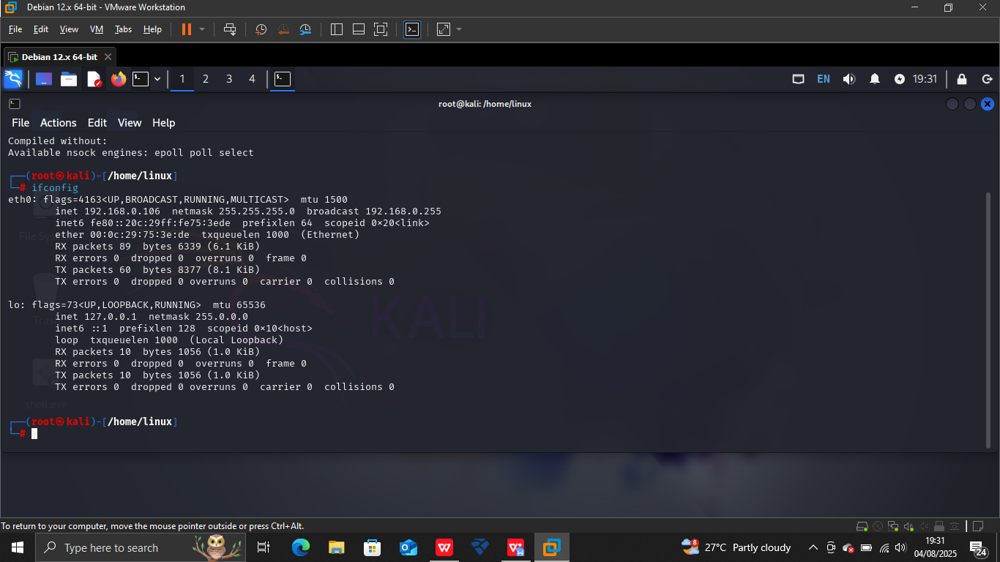 Debian 12.x 64-bit - VMware Workstation
File Edit View VM Tabs Help
Debian 12.x 64-bit
1 2 3 4 EN 19:31
root@kali: /home/linux
File Actions Edit View Help
Compiled without:
Available nsock engines: epoll poll select
┌──(root㉿kali)-[/home/linux]
└─# ifconfig
eth0: flags=4163<UP,BROADCAST,RUNNING,MULTICAST>  mtu 1500
        inet 192.168.0.106  netmask 255.255.255.0  broadcast 192.168.0.255
        inet6 fe80::20c:29ff:fe75:3ede  prefixlen 64  scopeid 0x20<link>
        ether 00:0c:29:75:3e:de  txqueuelen 1000  (Ethernet)
        RX packets 89  bytes 6339 (6.1 KiB)
        RX errors 0  dropped 0  overruns 0  frame 0
        TX packets 60  bytes 8377 (8.1 KiB)
        TX errors 0  dropped 0 overruns 0  carrier 0  collisions 0
lo: flags=73<UP,LOOPBACK,RUNNING>  mtu 65536
        inet 127.0.0.1  netmask 255.0.0.0
        inet6 ::1  prefixlen 128  scopeid 0x10<host>
        loop  txqueuelen 1000  (Local Loopback)
        RX packets 10  bytes 1056 (1.0 KiB)
        RX errors 0  dropped 0  overruns 0  frame 0
        TX packets 10  bytes 1056 (1.0 KiB)
        TX errors 0  dropped 0 overruns 0  carrier 0  collisions 0
┌──(root㉿kali)-[/home/linux]
└─#
File Sys
Tras
shell.exe
KALI
To return to your computer, move the mouse pointer outside or press Ctrl+Alt.
Type here to search
8
27°C Partly cloudy
19:31
04/08/2025
24